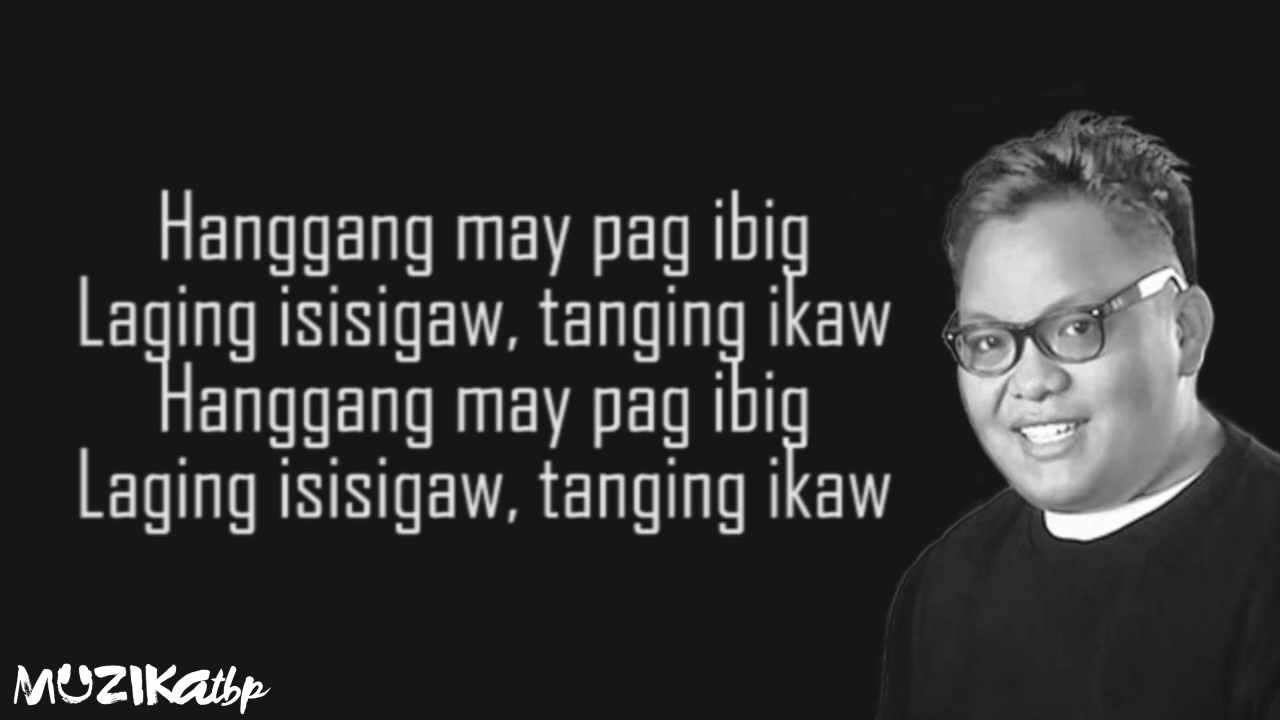 Hanggang may pag ibig
Laging isisigaw, tanging ikaw
Hanggang may pag ibig
Laging isisigaw, tanging ikaw
MUZIKAtbp